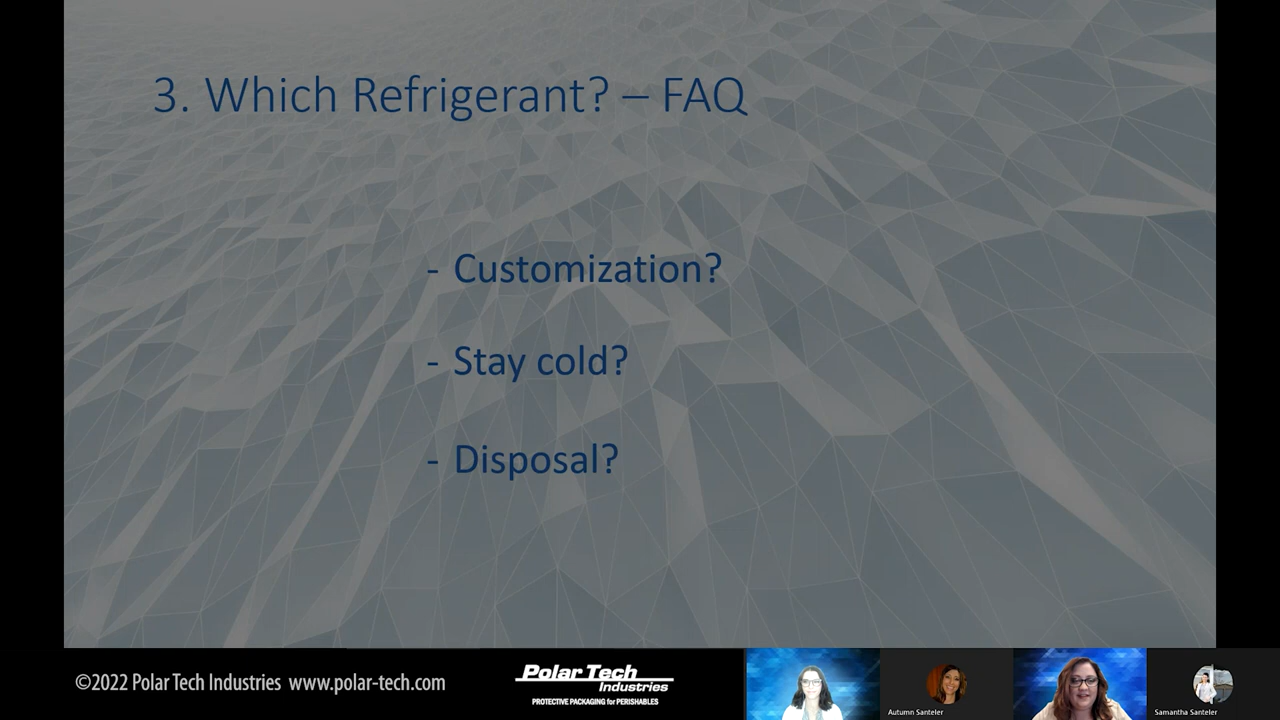 3. Which Refrigerant? – FAQ
- Customization?
- Stay cold?
- Disposal?
©2022 Polar Tech Industries www.polar-tech.com
Polar Tech
Industries
PROTECTIVE PACKAGING for PERISHABLES
Autumn Santeler
Samantha Santeler